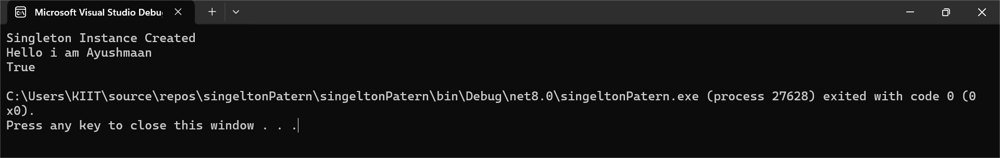 Microsoft Visual Studio Debu
Singleton Instance Created
Hello i am Ayushmaan
True
C:\Users\KIIT\source\repos\singeltonPatern\singeltonPatern\bin\Debug\net8.0\singeltonPatern.exe (process 27628) exited with code 0 (0
x0).
Press any key to close this window . . .